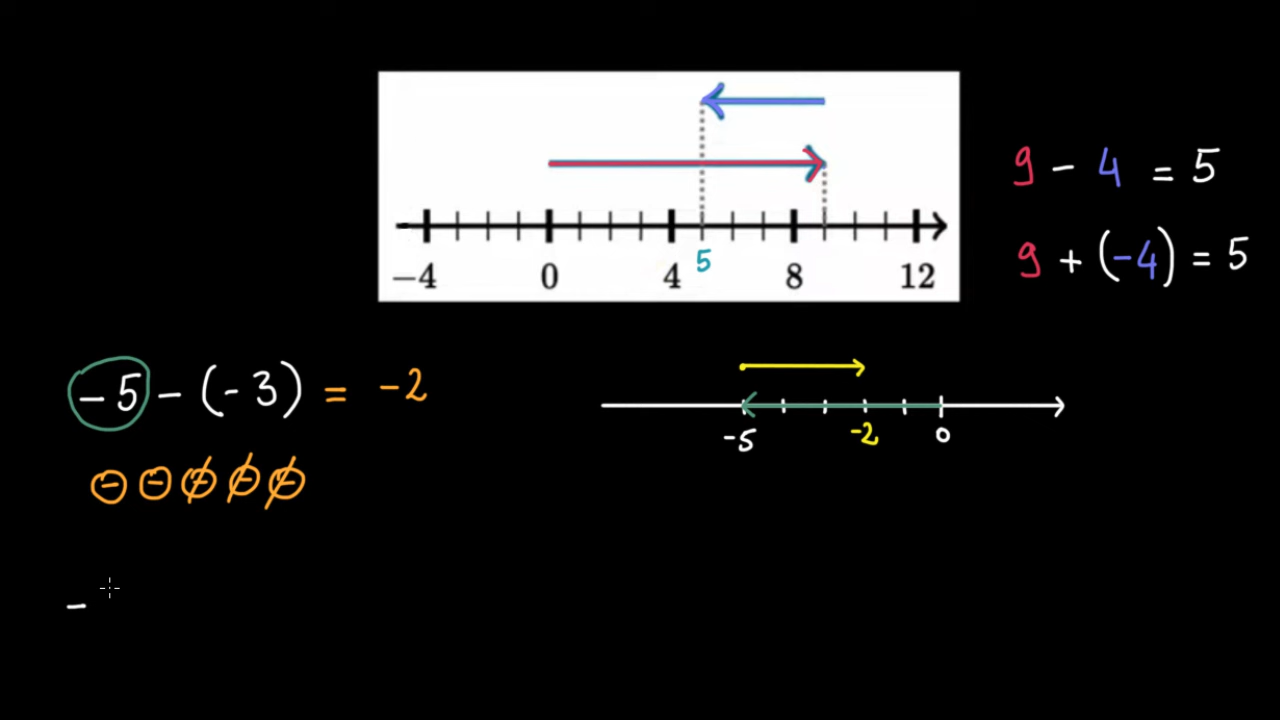 9 - 4 = 5
9 + (-4) = 5
5
-4 0 4 8 12
-5 - (-3) = -2
-5 -2 0
- - - - -
-